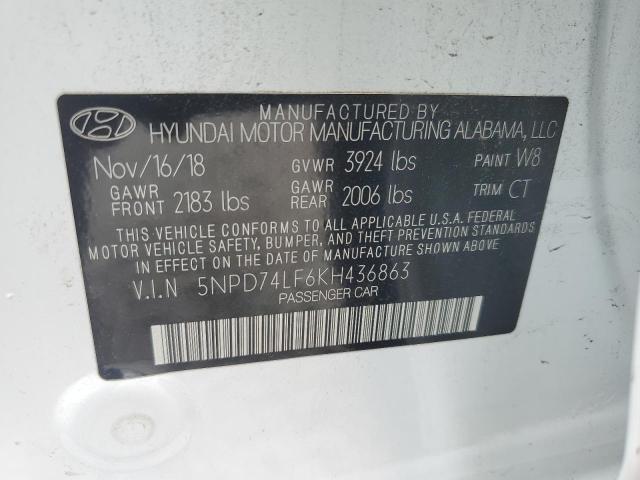 MANUFACTURED BY
HYUNDAI MOTOR MANUFACTURING ALABAMA, LLC
Nov/16/18 GVWR 3924 lbs PAINT W8
GAWR FRONT 2183 lbs GAWR REAR 2006 lbs TRIM CT
THIS VEHICLE CONFORMS TO ALL APPLICABLE U.S.A. FEDERAL
MOTOR VEHICLE SAFETY, BUMPER, AND THEFT PREVENTION STANDARDS
IN EFFECT ON THE DATE OF MANUFACTURE SHOWN ABOVE.
V.I.N 5NPD74LF6KH436863
PASSENGER CAR